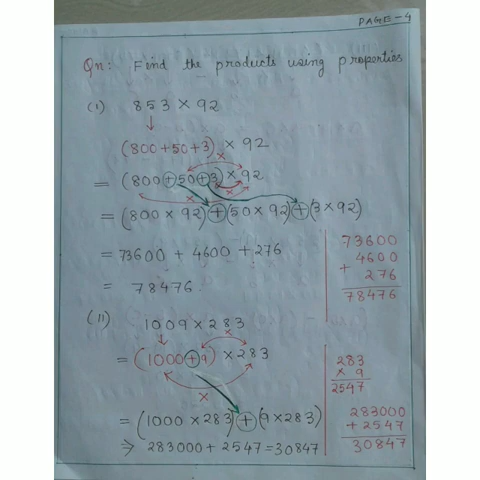 PAGE-4
Qn: Find the products using properties
(i) 853 × 92
(800+50+3) × 92
×
= (800+50+3) × 92
× ×
= (800 × 92) + (50 × 92) + (3 × 92)
= 73600 + 4600 + 276
= 78476
73600
4600
+ 276
78476
(ii) 1009 × 283
×
= (1000+9) × 283
×
= (1000 × 283) + (9 × 283)
⇒ 283000 + 2547 = 30847
283
× 9
2547
283000
+ 2547
30847